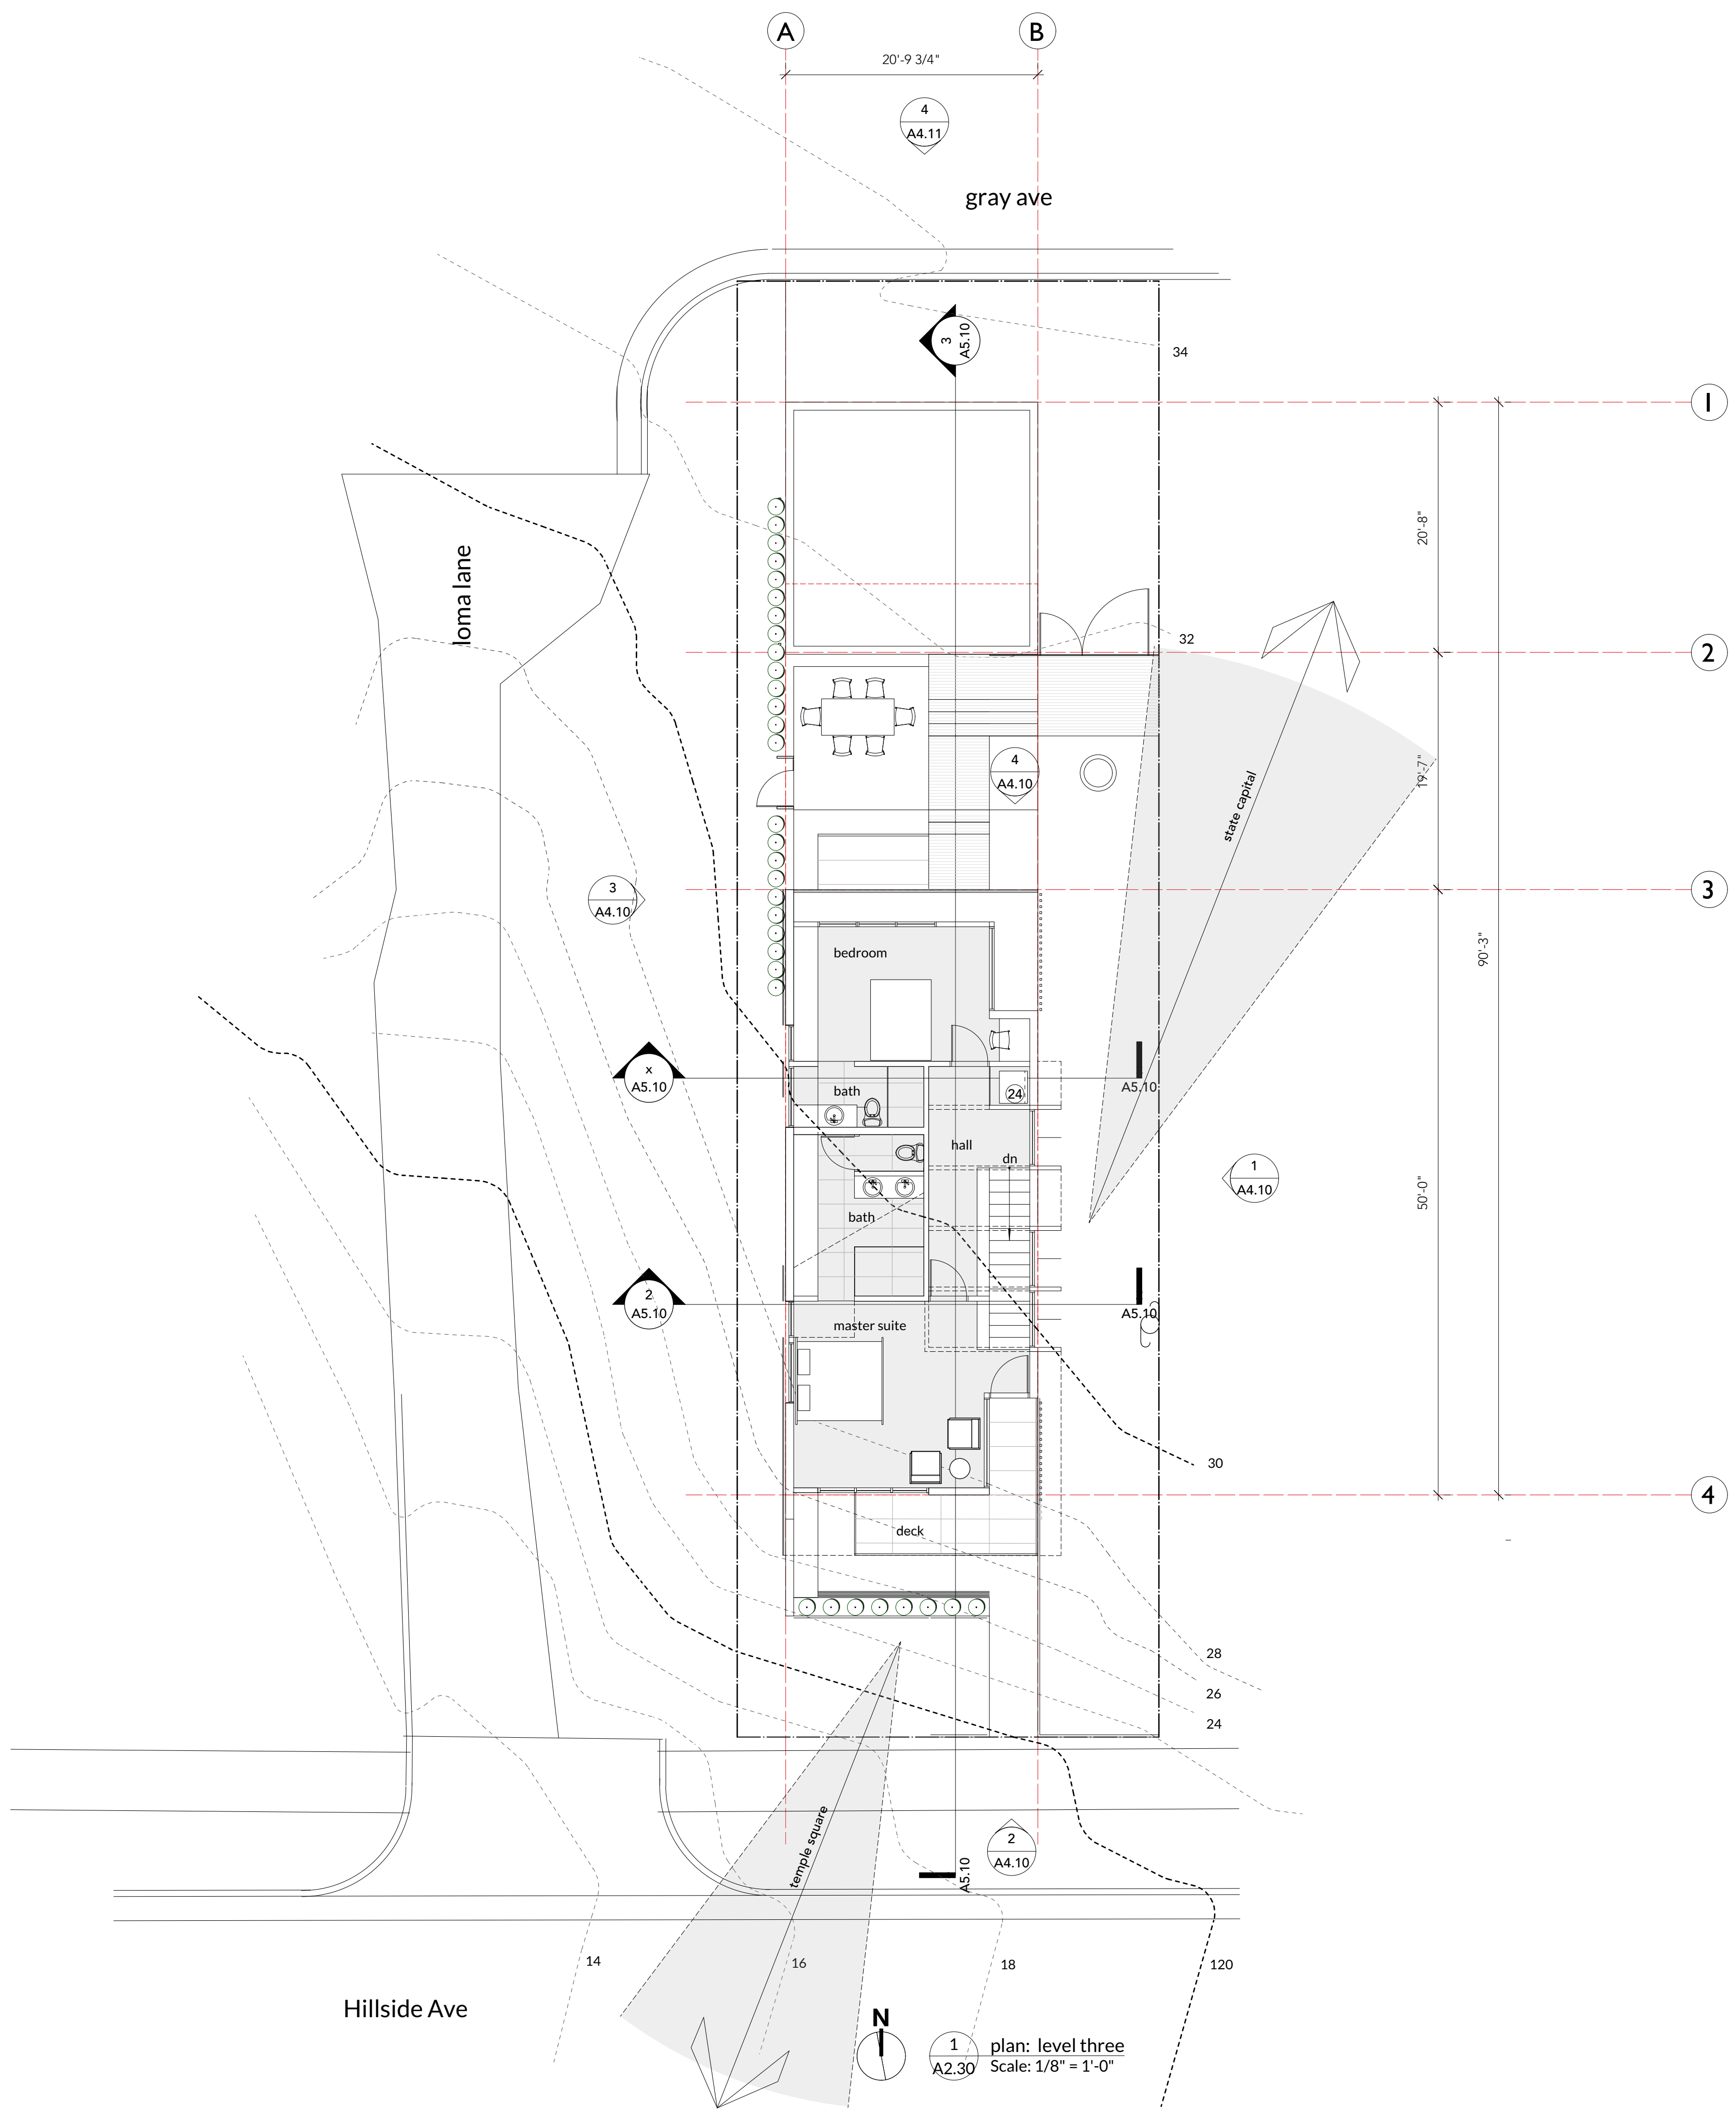 A
B
20'-9 3/4"
4
A4.11
gray ave
3
A5.10
34
1
20'-8"
loma lane
32
2
4
A4.10
19'-7"
state capital
3
A4.10
3
90'-3"
bedroom
x
A5.10
bath
24
A5.10
hall
dn
1
A4.10
50'-0"
bath
2
A5.10
A5.10
master suite
30
4
deck
28
26
24
temple square
2
A4.10
A5.10
14
16
18
120
Hillside Ave
N
1
A2.30
plan: level three
Scale: 1/8" = 1'-0"